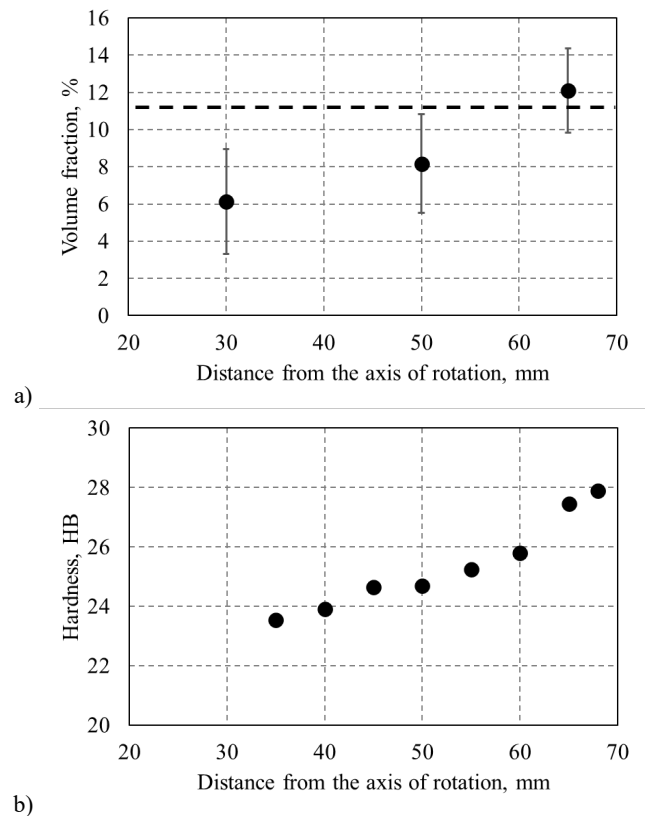 16
14
12
10
8
6
4
2
0
Volume fraction, %
20 30 40 50 60 70
Distance from the axis of rotation, mm
a)
30
28
26
24
22
20
Hardness, HB
20 30 40 50 60 70
Distance from the axis of rotation, mm
b)